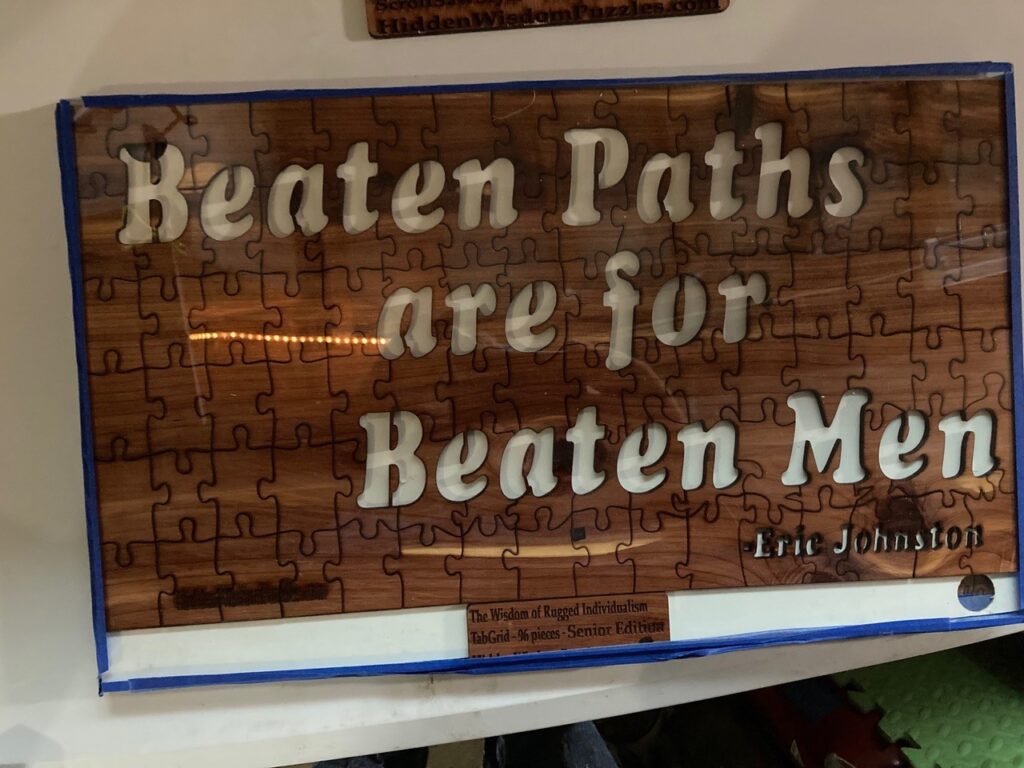 HiddenWisdomPuzzles.com
Beaten Paths
are for
Beaten Men
-Eric Johnston
The Wisdom of Rugged Individualism
TabGrid - 96 pieces - Senior Edition